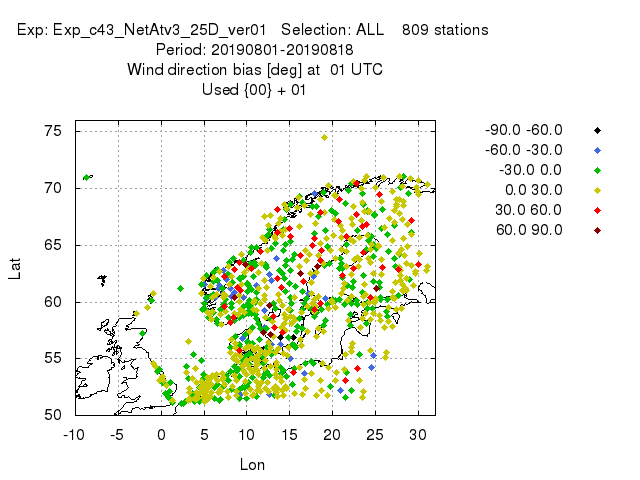 Exp: Exp_c43_NetAtv3_25D_ver01   Selection: ALL    809 stations
Period: 20190801-20190818
Wind direction bias [deg] at  01 UTC
Used {00} + 01
-90.0 -60.0
-60.0 -30.0
-30.0 0.0
0.0 30.0
30.0 60.0
60.0 90.0
75
70
65
60
55
50
Lat
-10 -5 0 5 10 15 20 25 30
Lon